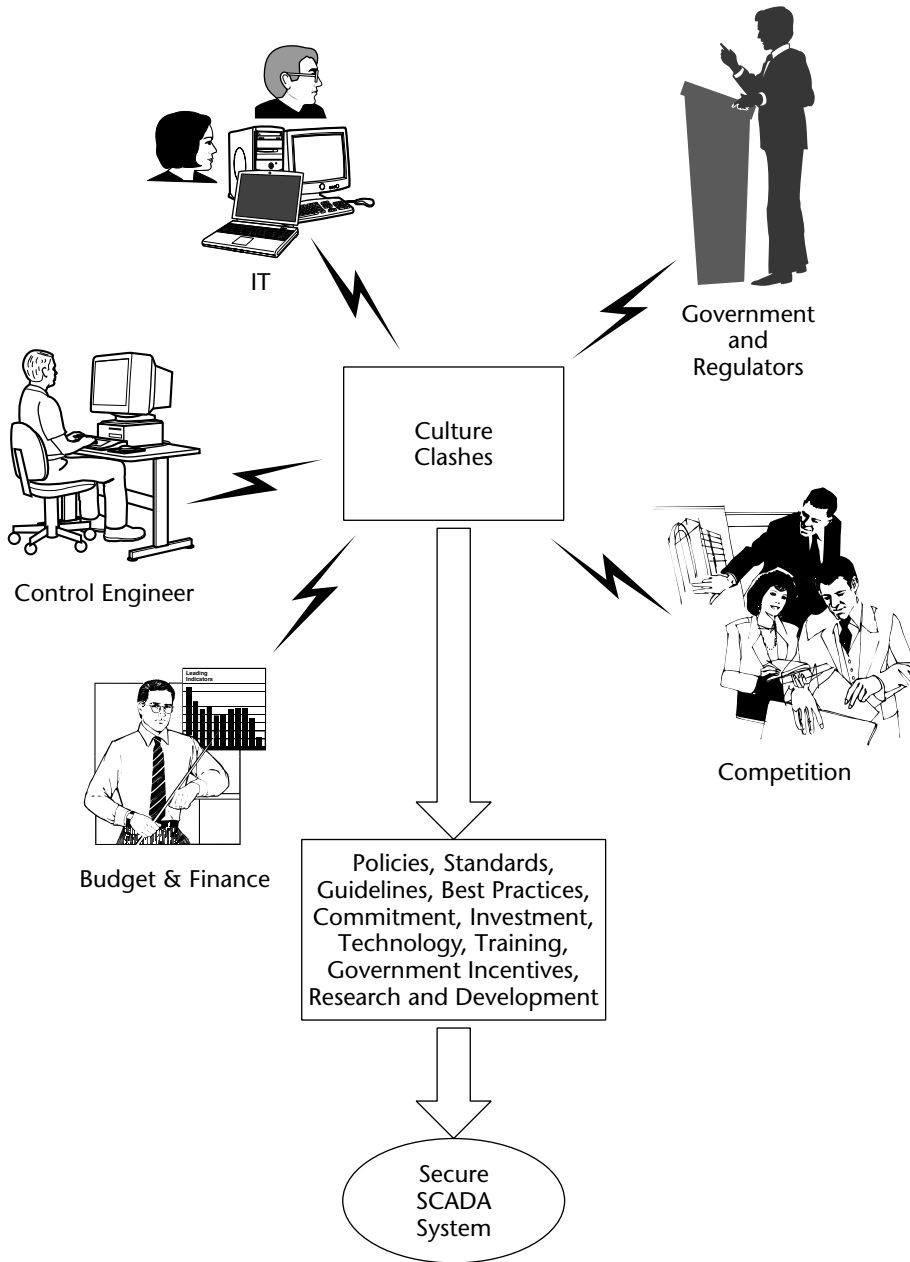 IT
Government
and
Regulators
Culture
Clashes
Control Engineer
Leading
Indicators
Competition
Budget & Finance
Policies, Standards,
Guidelines, Best Practices,
Commitment, Investment,
Technology, Training,
Government Incentives,
Research and Development
Secure
SCADA
System